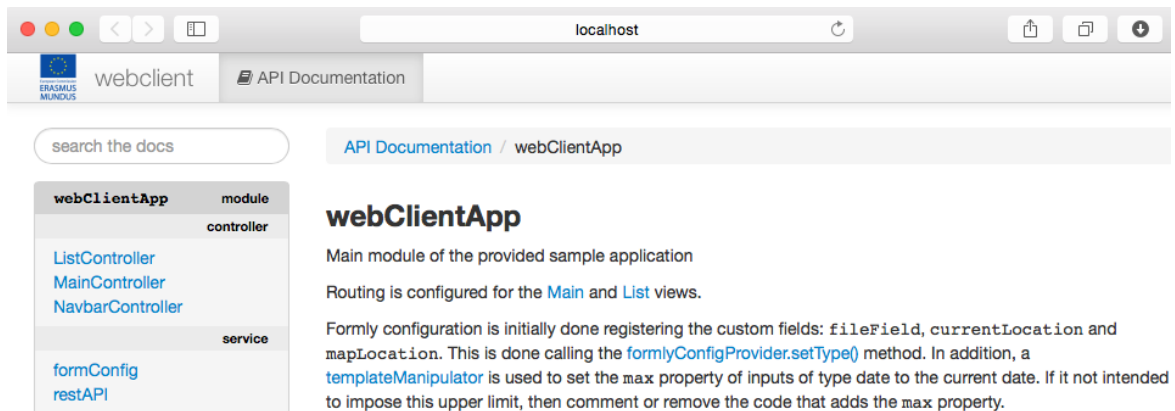 localhost
ERASMUS
MUNDUS
webclient
API Documentation
search the docs
API Documentation / webClientApp
webClientApp module
controller
ListController
MainController
NavbarController
service
formConfig
restAPI
webClientApp
Main module of the provided sample application
Routing is configured for the Main and List views.
Formly configuration is initially done registering the custom fields: fileField, currentLocation and
mapLocation. This is done calling the formlyConfigProvider.setType() method. In addition, a
templateManipulator is used to set the max property of inputs of type date to the current date. If it not intended
to impose this upper limit, then comment or remove the code that adds the max property.